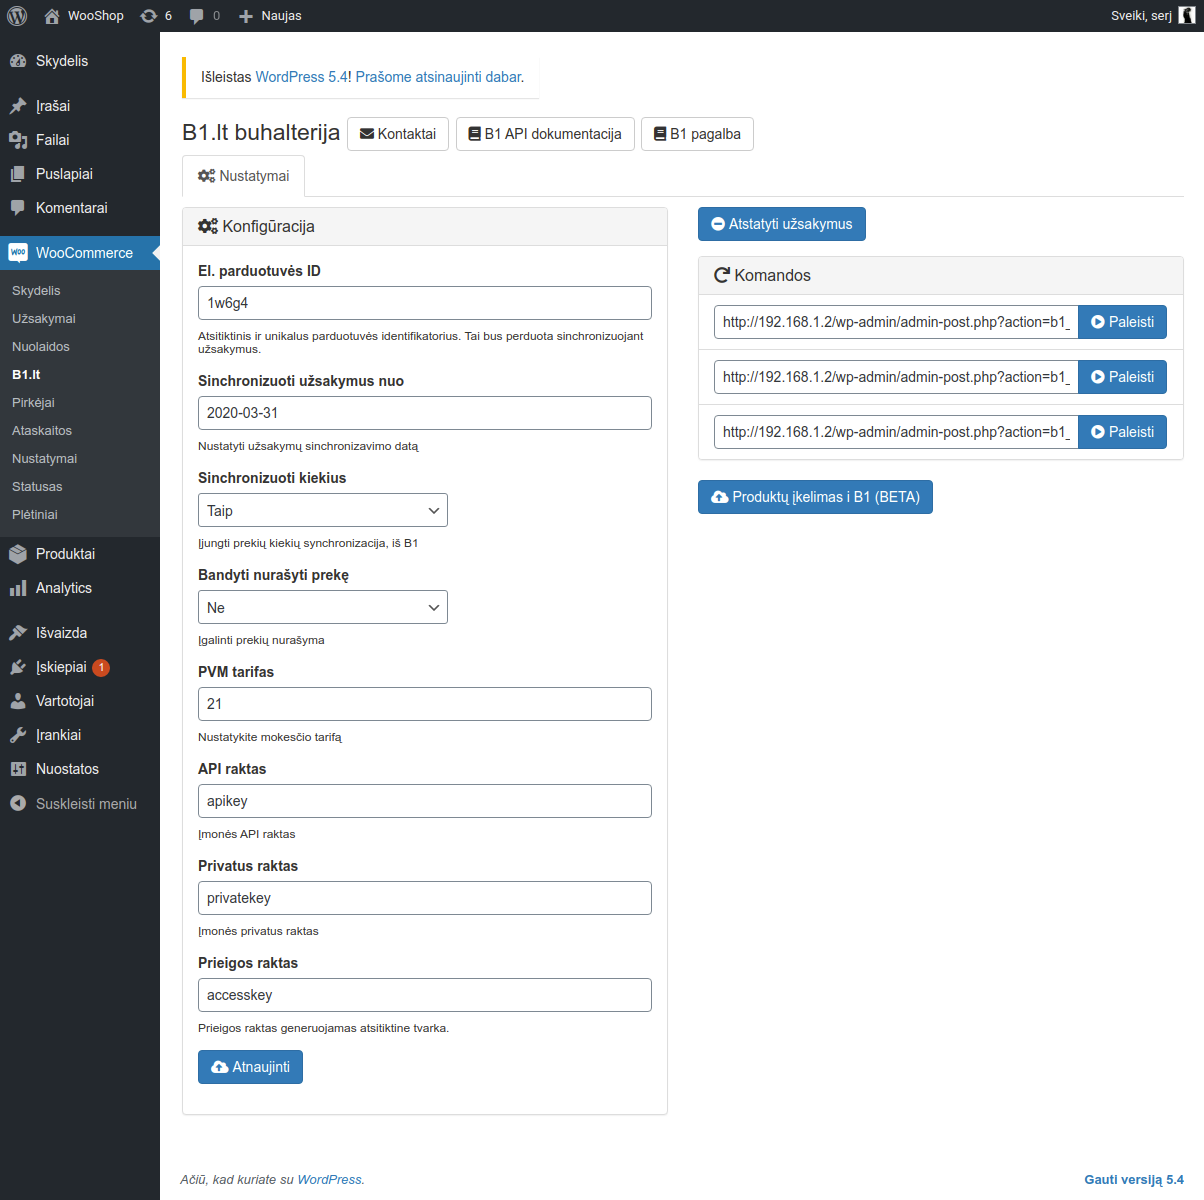 WooShop 6 0 Naujas Sveiki, serj
Skydelis
Įrašai
Failai
Puslapiai
Komentarai
WooCommerce
Skydelis
Užsakymai
Nuolaidos
B1.lt
Pirkėjai
Ataskaitos
Nustatymai
Statusas
Plėtiniai
Produktai
Analytics
Išvaizda
Įskiepiai 1
Vartotojai
Įrankiai
Nuostatos
Suskleisti meniu
Išleistas WordPress 5.4! Prašome atsinaujinti dabar.
B1.lt buhalterija Kontaktai B1 API dokumentacija B1 pagalba
Nustatymai
Konfigūracija
El. parduotuvės ID
1w6g4
Atsitiktinis ir unikalus parduotuvės identifikatorius. Tai bus perduota sinchronizuojant
užsakymus.
Sinchronizuoti užsakymus nuo
2020-03-31
Nustatyti užsakymų sinchronizavimo datą
Sinchronizuoti kiekius
Taip
Įjungti prekių kiekių synchronizacija, iš B1
Bandyti nurašyti prekę
Ne
Įgalinti prekių nurašyma
PVM tarifas
21
Nustatykite mokesčio tarifą
API raktas
apikey
Įmonės API raktas
Privatus raktas
privatekey
Įmonės privatus raktas
Prieigos raktas
accesskey
Prieigos raktas generuojamas atsitiktine tvarka.
Atnaujinti
Atstatyti užsakymus
Komandos
http://192.168.1.2/wp-admin/admin-post.php?action=b1_ Paleisti
http://192.168.1.2/wp-admin/admin-post.php?action=b1_ Paleisti
http://192.168.1.2/wp-admin/admin-post.php?action=b1_ Paleisti
Produktų įkelimas i B1 (BETA)
Ačiū, kad kuriate su WordPress.
Gauti versiją 5.4